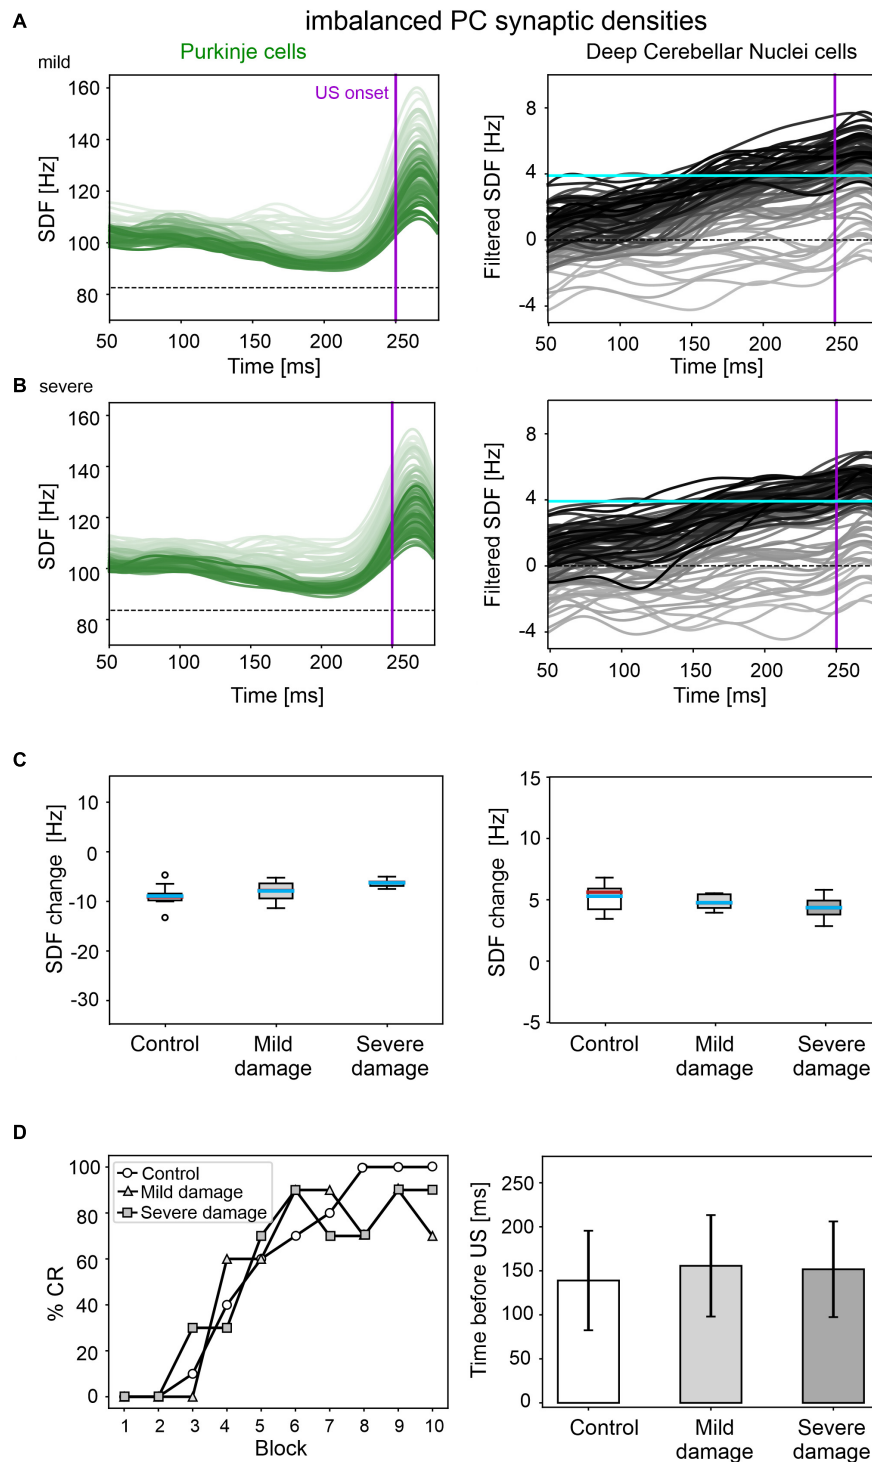 A
imbalanced PC synaptic densities
mild
Purkinje cells
Deep Cerebellar Nuclei cells
US onset
SDF [Hz]
160
140
120
100
80
50 100 150 200 250
Time [ms]
Filtered SDF [Hz]
8
4
0
-4
50 100 150 200 250
Time [ms]
B
severe
SDF [Hz]
160
140
120
100
80
50 100 150 200 250
Time [ms]
Filtered SDF [Hz]
8
4
0
-4
50 100 150 200 250
Time [ms]
C
SDF change [Hz]
10
0
-10
-20
-30
Control
Mild damage
Severe damage
SDF change [Hz]
15
10
5
0
-5
Control
Mild damage
Severe damage
D
% CR
100
80
60
40
20
0
Control
Mild damage
Severe damage
1 2 3 4 5 6 7 8 9 10
Block
Time before US [ms]
250
200
150
100
50
0
Control
Mild damage
Severe damage